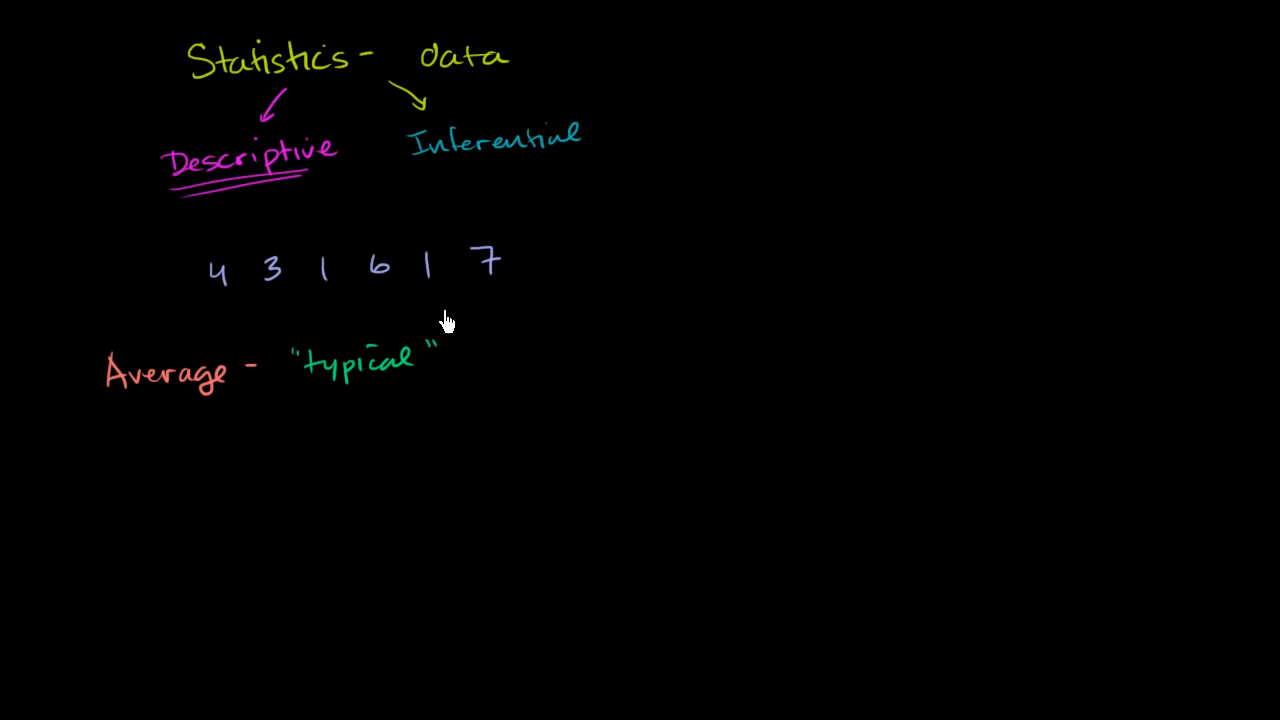 Statistics - data
Descriptive Inferential
4 3 1 6 1 7
Average - "typical"